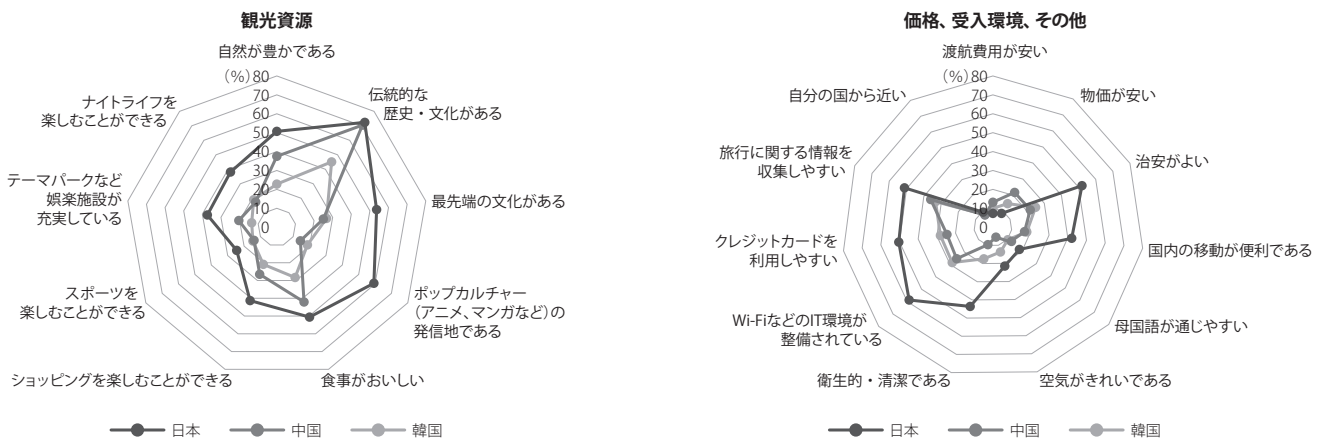 観光資源
自然が豊かである
(%)80
70
60
50
40
30
20
10
0
伝統的な
歴史・文化がある
最先端の文化がある
ポップカルチャー
（アニメ、マンガなど）の
発信地である
食事がおいしい
ショッピングを楽しむことができる
スポーツを
楽しむことができる
テーマパークなど
娯楽施設が
充実している
ナイトライフを
楽しむことができる
日本 中国 韓国
価格、受入環境、その他
渡航費用が安い
(%)80
70
60
50
40
30
20
10
0
物価が安い
治安がよい
国内の移動が便利である
母国語が通じやすい
空気がきれいである
衛生的・清潔である
Wi-FiなどのIT環境が
整備されている
クレジットカードを
利用しやすい
旅行に関する情報を
収集しやすい
自分の国から近い
日本 中国 韓国